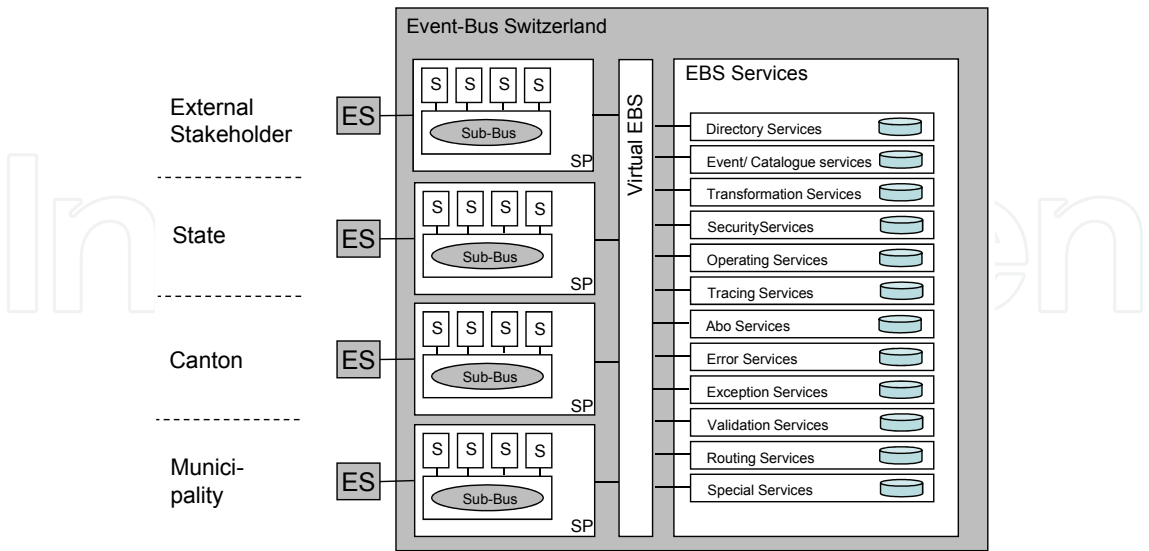 Event-Bus Switzerland
External
Stakeholder
ES
S S S S
Sub-Bus
SP
State
ES
S S S S
Sub-Bus
SP
Canton
ES
S S S S
Sub-Bus
SP
Munici-
pality
ES
S S S S
Sub-Bus
SP
Virtual EBS
EBS Services
Directory Services
Event/ Catalogue services
Transformation Services
SecurityServices
Operating Services
Tracing Services
Abo Services
Error Services
Exception Services
Validation Services
Routing Services
Special Services